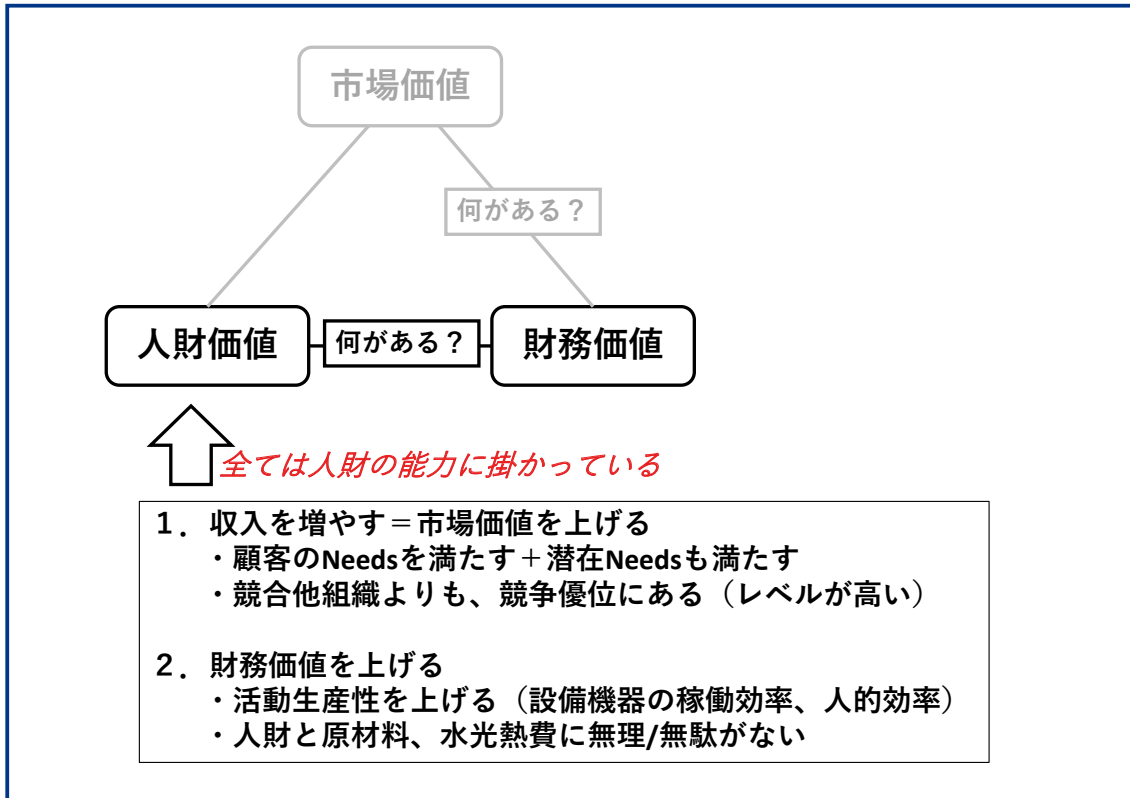 市場価値
何がある？
人財価値
何がある？
財務価値
全ては人財の能力に掛かっている
１．収入を増やす＝市場価値を上げる
・顧客のNeedsを満たす＋潜在Needsも満たす
・競合他組織よりも、競争優位にある（レベルが高い）
２．財務価値を上げる
・活動生産性を上げる（設備機器の稼働効率、人的効率）
・人財と原材料、水光熱費に無理/無駄がない